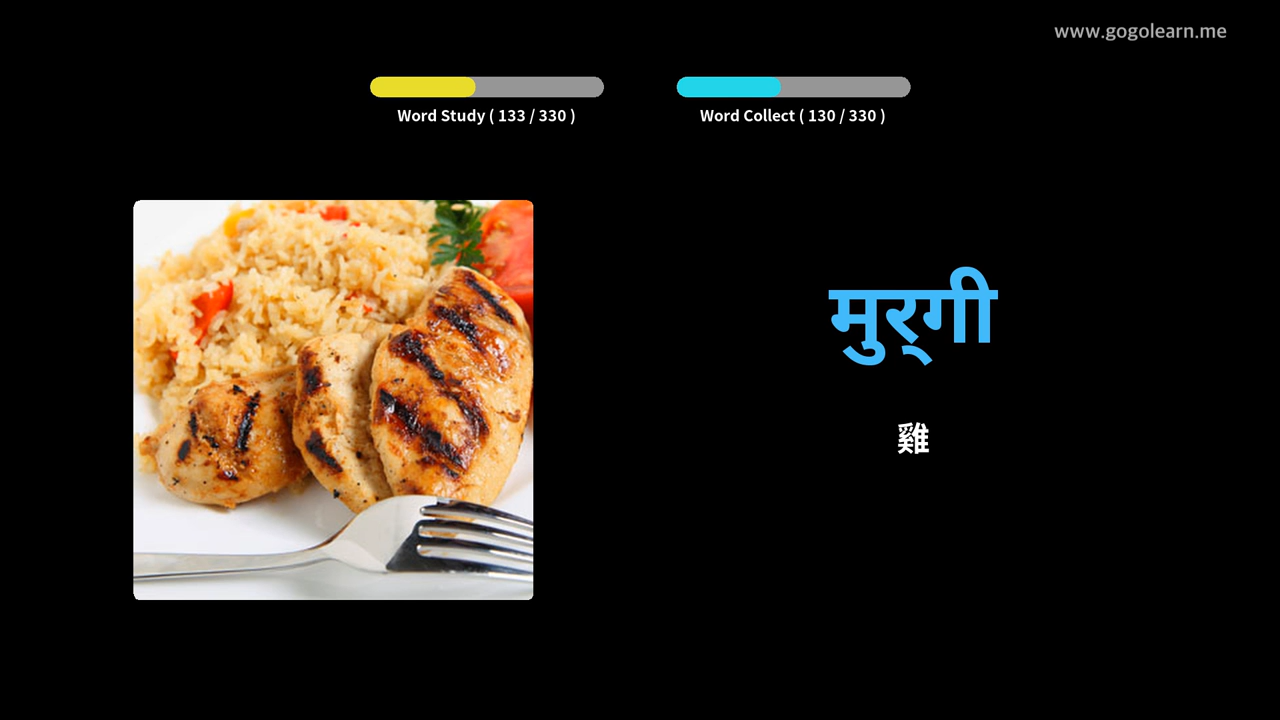 www.gogolearn.me
Word Study ( 133 / 330 )
Word Collect ( 130 / 330 )
मुर्‌गी
雞